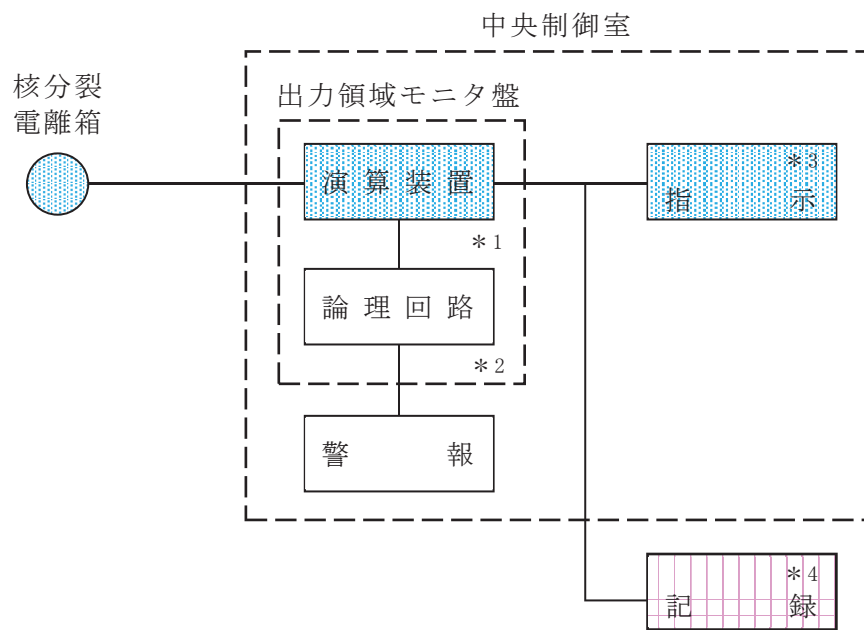 中央制御室
核分裂
電離箱
出力領域モニタ盤
演算装置
*3
指示
*1
論理回路
*2
警報
*4
記録